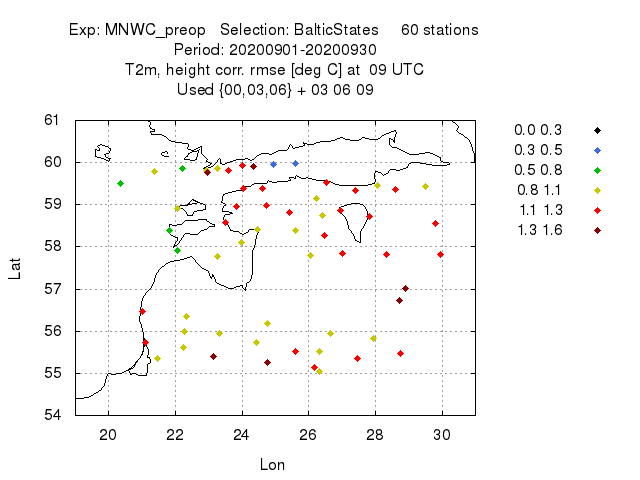 Exp: MNWC_preop Selection: BalticStates 60 stations
Period: 20200901-20200930
T2m, height corr. rmse [deg C] at 09 UTC
Used {00,03,06} + 03 06 09
61
60
59
58
57
56
55
54
Lat
20 22 24 26 28 30
Lon
0.0 0.3
0.3 0.5
0.5 0.8
0.8 1.1
1.1 1.3
1.3 1.6